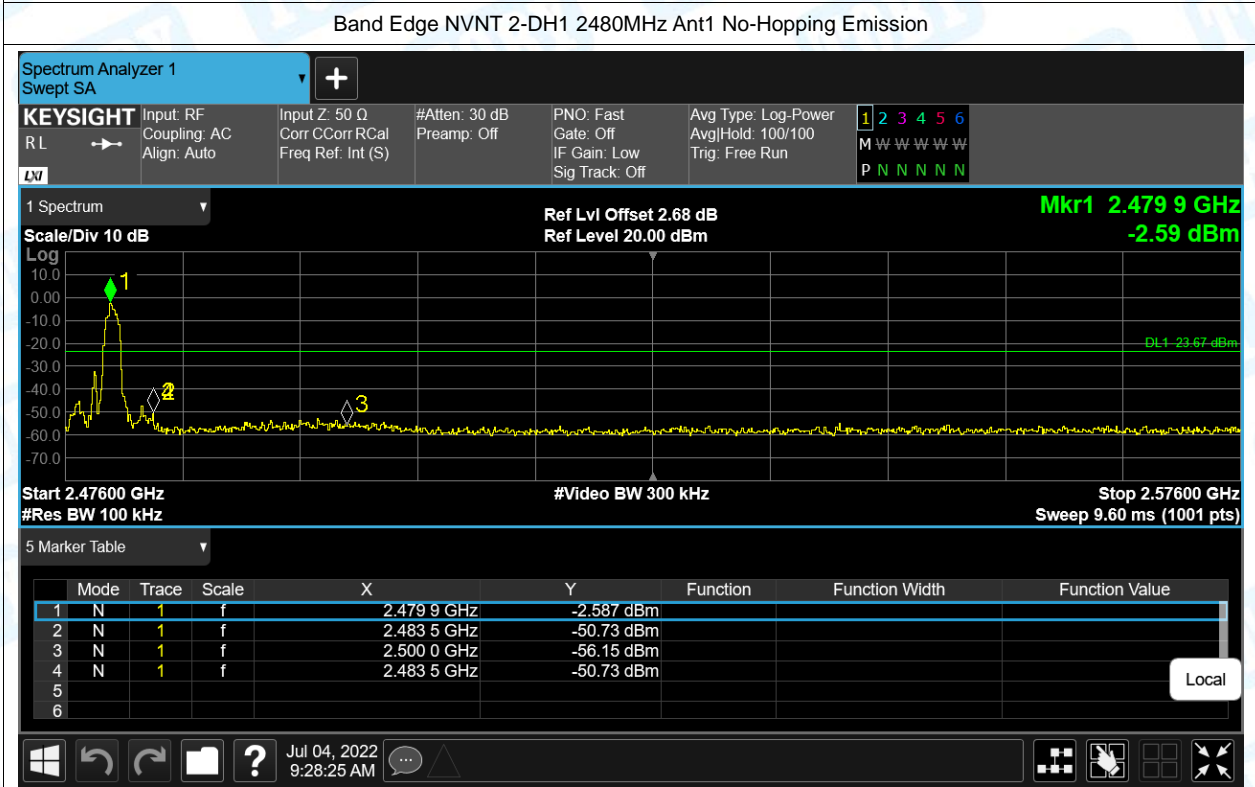 Band Edge NVNT 2-DH1 2480MHz Ant1 No-Hopping Emission
Spectrum Analyzer 1
Swept SA
+
KEYSIGHT
R L
LXI
Input: RF
Coupling: AC
Align: Auto
Input Z: 50 Ω
Corr CCorr RCal
Freq Ref: Int (S)
#Atten: 30 dB
Preamp: Off
PNO: Fast
Gate: Off
IF Gain: Low
Sig Track: Off
Avg Type: Log-Power
Avg|Hold: 100/100
Trig: Free Run
1 2 3 4 5 6
M W W W W W
P N N N N N
1 Spectrum
Scale/Div 10 dB
Ref Lvl Offset 2.68 dB
Ref Level 20.00 dBm
Mkr1 2.479 9 GHz
-2.59 dBm
Log
10.0
0.00
-10.0
-20.0
-30.0
-40.0
-50.0
-60.0
-70.0
1
3
DL1 -23.67 dBm
Start 2.47600 GHz
#Video BW 300 kHz
Stop 2.57600 GHz
#Res BW 100 kHz
Sweep 9.60 ms (1001 pts)
5 Marker Table
Mode Trace Scale X Y Function Function Width Function Value
1 N 1 f 2.479 9 GHz -2.587 dBm
2 N 1 f 2.483 5 GHz -50.73 dBm
3 N 1 f 2.500 0 GHz -56.15 dBm
4 N 1 f 2.483 5 GHz -50.73 dBm
5
6
Local
?
Jul 04, 2022
9:28:25 AM